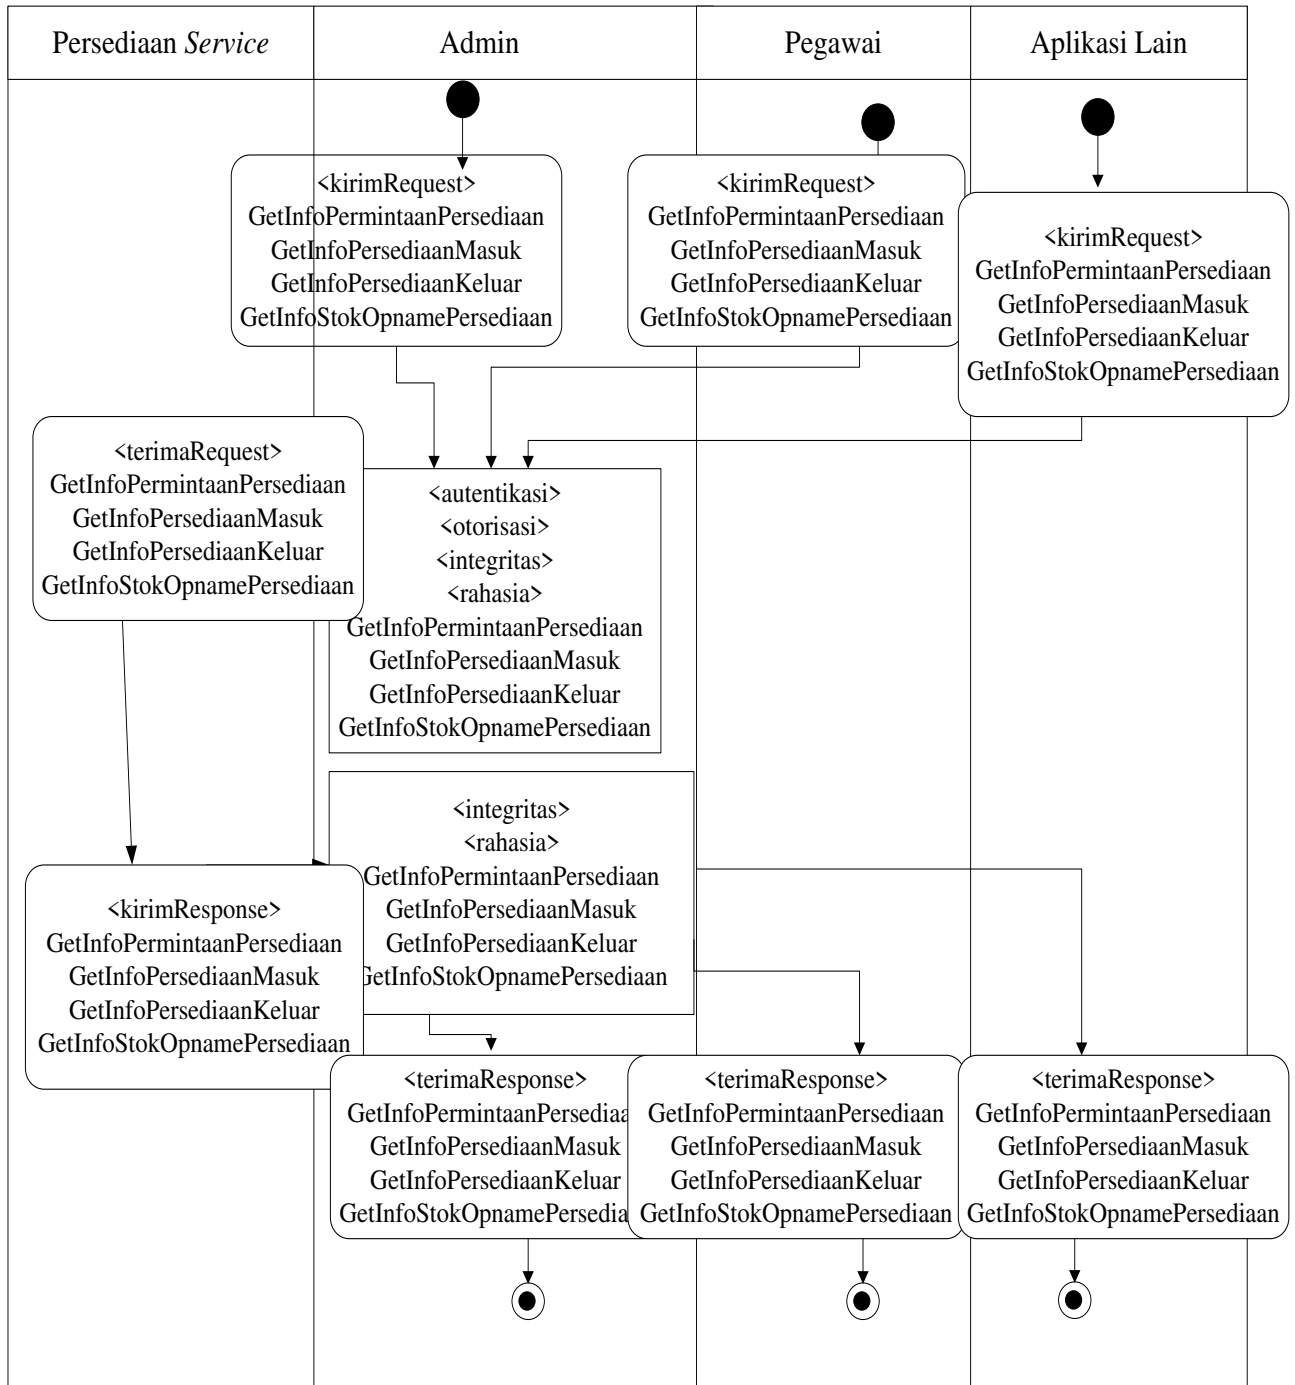 Persediaan Service
Admin
Pegawai
Aplikasi Lain
<kirimRequest>
GetInfoPermintaanPersediaan
GetInfoPersediaanMasuk
GetInfoPersediaanKeluar
GetInfoStokOpnamePersediaan
<kirimRequest>
GetInfoPermintaanPersediaan
GetInfoPersediaanMasuk
GetInfoPersediaanKeluar
GetInfoStokOpnamePersediaan
<kirimRequest>
GetInfoPermintaanPersediaan
GetInfoPersediaanMasuk
GetInfoPersediaanKeluar
GetInfoStokOpnamePersediaan
<terimaRequest>
GetInfoPermintaanPersediaan
GetInfoPersediaanMasuk
GetInfoPersediaanKeluar
GetInfoStokOpnamePersediaan
<autentikasi>
<otorisasi>
<integritas>
<rahasia>
GetInfoPermintaanPersediaan
GetInfoPersediaanMasuk
GetInfoPersediaanKeluar
GetInfoStokOpnamePersediaan
<integritas>
<rahasia>
GetInfoPermintaanPersediaan
GetInfoPersediaanMasuk
GetInfoPersediaanKeluar
GetInfoStokOpnamePersediaan
<kirimResponse>
GetInfoPermintaanPersediaan
GetInfoPersediaanMasuk
GetInfoPersediaanKeluar
GetInfoStokOpnamePersediaan
<terimaResponse>
GetInfoPermintaanPersediaa
GetInfoPersediaanMasuk
GetInfoPersediaanKeluar
GetInfoStokOpnamePersedia
<terimaResponse>
GetInfoPermintaanPersediaan
GetInfoPersediaanMasuk
GetInfoPersediaanKeluar
GetInfoStokOpnamePersediaan
<terimaResponse>
GetInfoPermintaanPersediaan
GetInfoPersediaanMasuk
GetInfoPersediaanKeluar
GetInfoStokOpnamePersediaan